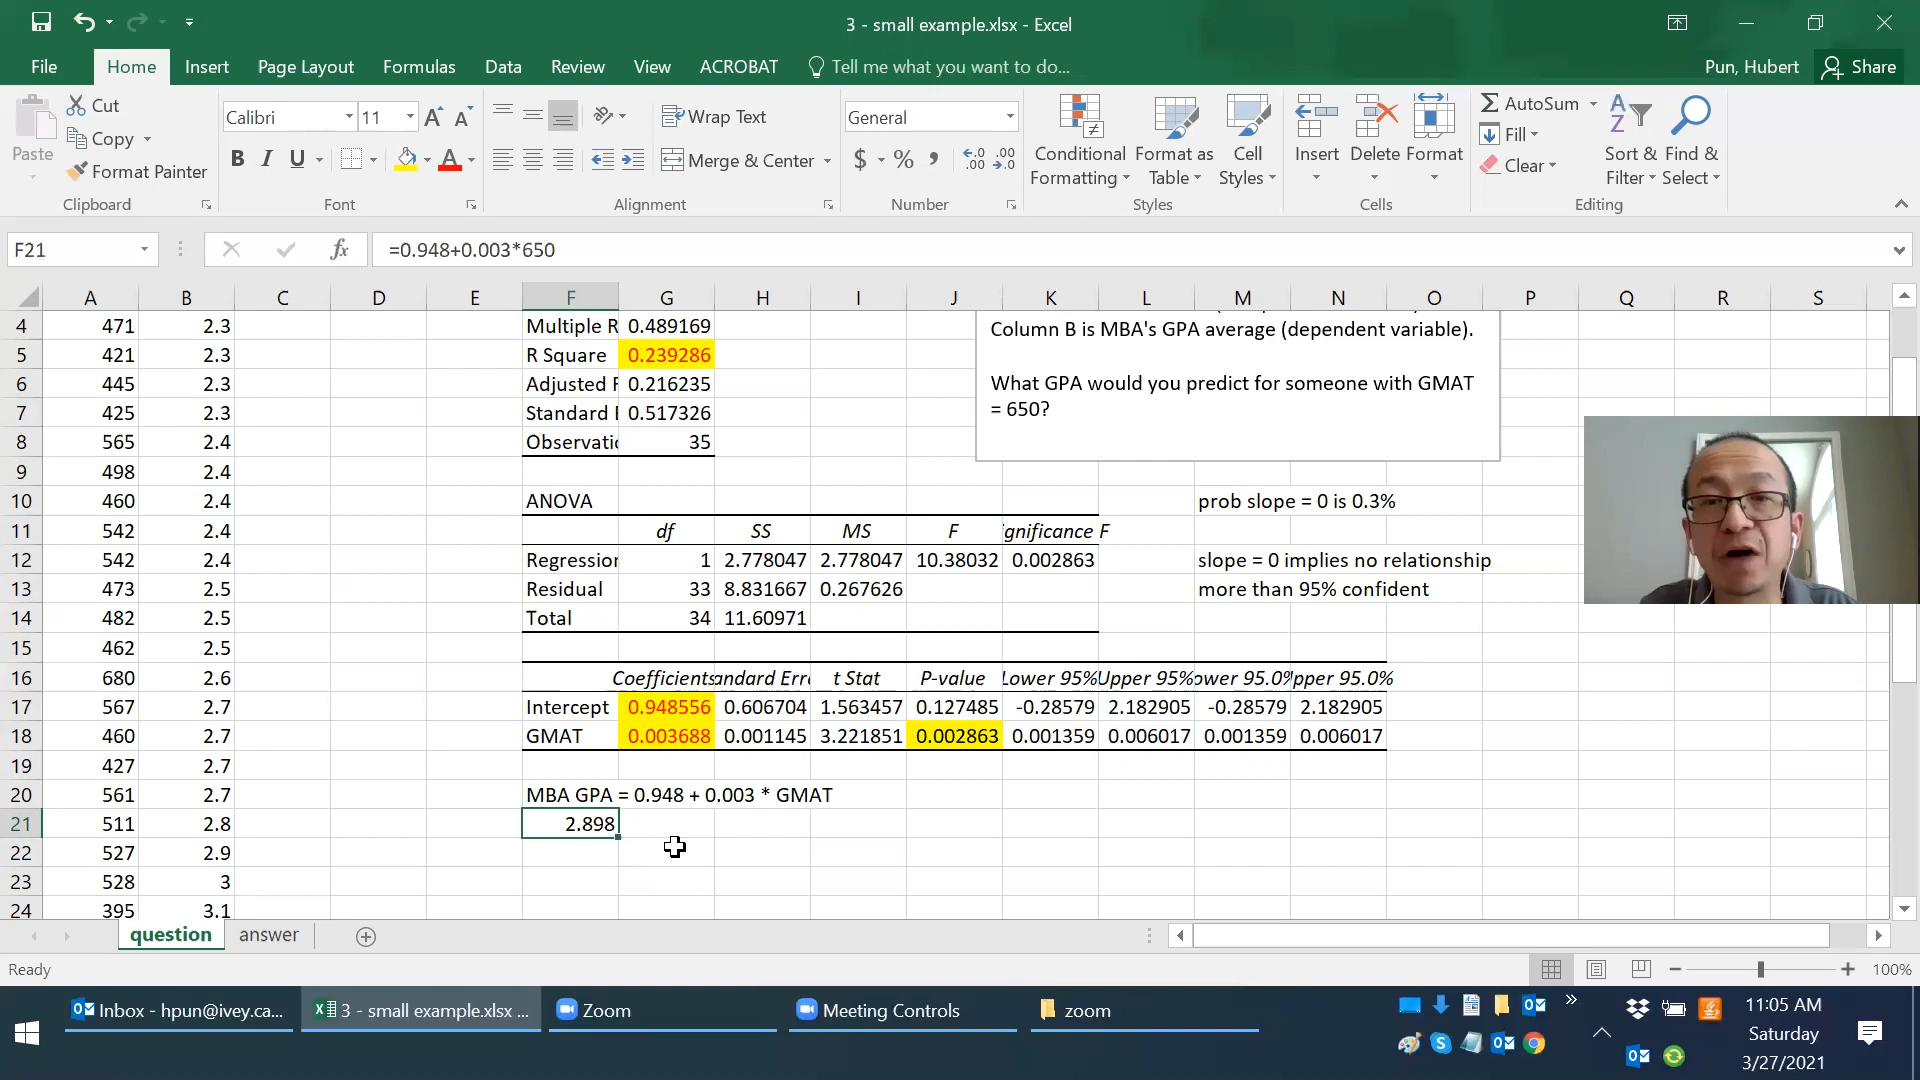 3 - small example.xlsx - Excel
File Home Insert Page Layout Formulas Data Review View ACROBAT Tell me what you want to do... Pun, Hubert Share
Paste
Cut
Copy
Format Painter
Clipboard
Calibri 11
B I U
Font
Wrap Text
Merge & Center
Alignment
General
$ % ,
Number
Conditional Formatting
Format as Table
Cell Styles
Styles
Insert Delete Format
Cells
AutoSum
Fill
Clear
Sort & Filter
Find & Select
Editing
F21 fx =0.948+0.003*650
A B C D E F G H I J K L M N O P Q R S
4 471 2.3 Multiple R 0.489169
Column B is MBA's GPA average (dependent variable).
5 421 2.3 R Square 0.239286
6 445 2.3 Adjusted F 0.216235
What GPA would you predict for someone with GMAT
= 650?
7 425 2.3 Standard E 0.517326
8 565 2.4 Observatio 35
9 498 2.4
10 460 2.4 ANOVA prob slope = 0 is 0.3%
11 542 2.4 df SS MS F gnificance F
12 542 2.4 Regression 1 2.778047 2.778047 10.38032 0.002863 slope = 0 implies no relationship
13 473 2.5 Residual 33 8.831667 0.267626 more than 95% confident
14 482 2.5 Total 34 11.60971
15 462 2.5
16 680 2.6 Coefficients andard Erro t Stat P-value Lower 95% Upper 95% ower 95.0% pper 95.0%
17 567 2.7 Intercept 0.948556 0.606704 1.563457 0.127485 -0.28579 2.182905 -0.28579 2.182905
18 460 2.7 GMAT 0.003688 0.001145 3.221851 0.002863 0.001359 0.006017 0.001359 0.006017
19 427 2.7
20 561 2.7 MBA GPA = 0.948 + 0.003 * GMAT
21 511 2.8 2.898
22 527 2.9
23 528 3
24 395 3.1
question answer
Ready 100%
Inbox - hpun@ivey.ca... 3 - small example.xlsx ... Zoom Meeting Controls zoom
11:05 AM
Saturday
3/27/2021